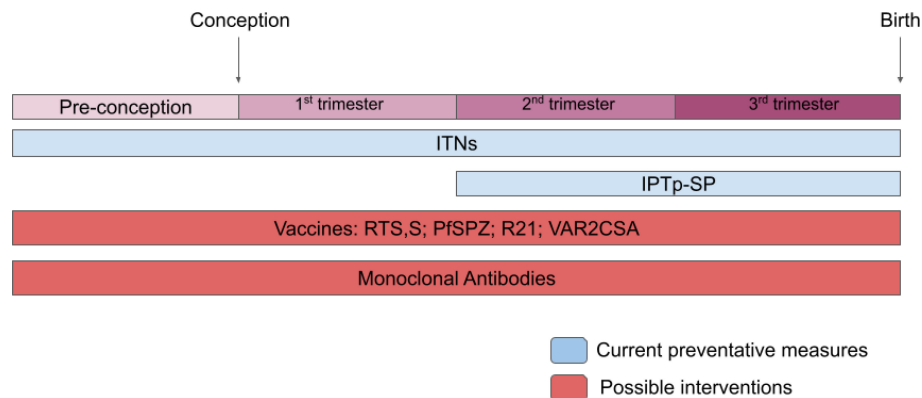 Conception
Birth
Pre-conception
1st trimester
2nd trimester
3rd trimester
ITNs
IPTp-SP
Vaccines: RTS,S; PfSPZ; R21; VAR2CSA
Monoclonal Antibodies
Current preventative measures
Possible interventions